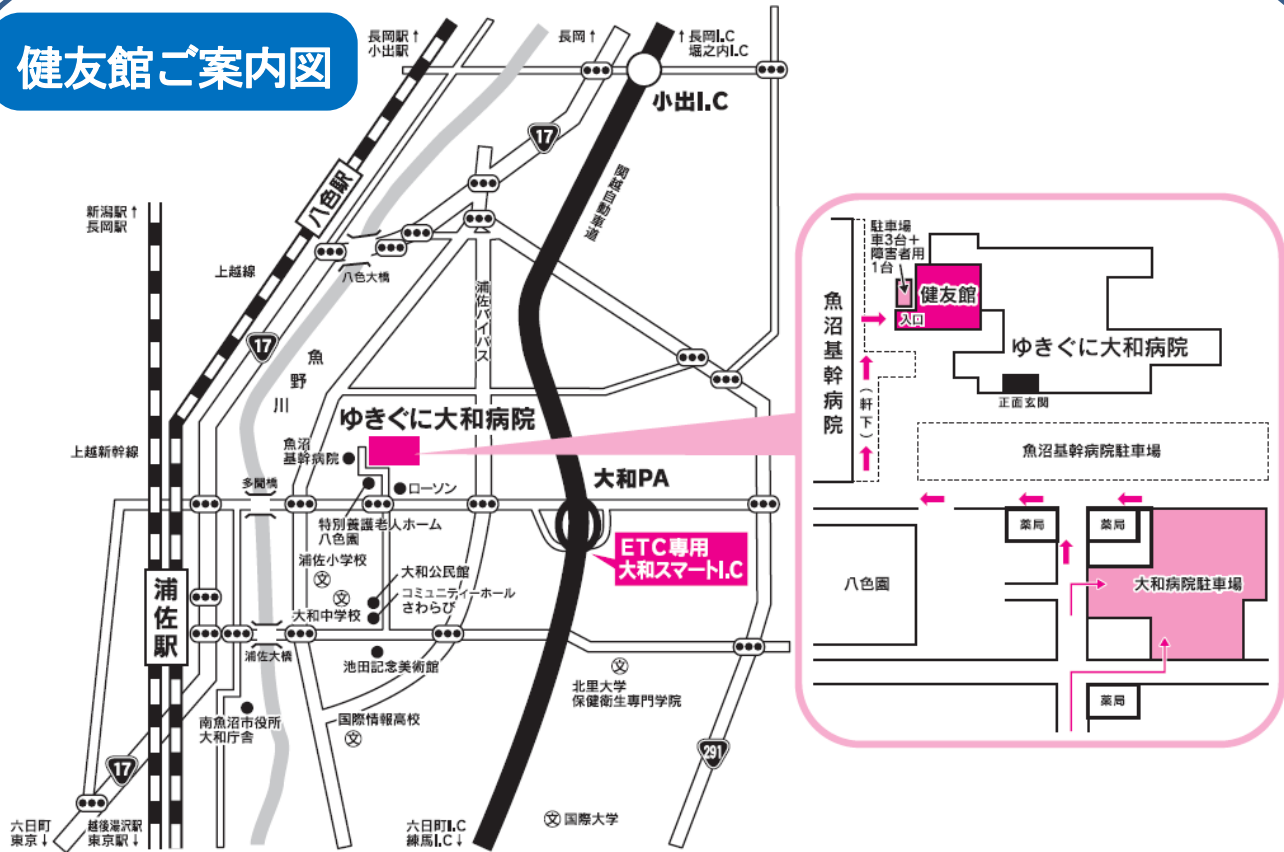 健友館ご案内図
長岡駅↑
小出駅
長岡↑
↑長岡I.C
堀之内I.C
小出I.C
17
関越自動車道
八色駅
新潟駅↑
長岡駅
上越線
八色大橋
浦佐バイパス
17
魚野川
ゆきぐに大和病院
魚沼
基幹病院
上越新幹線
多聞橋
ローソン
大和PA
特別養護老人ホーム
八色園
ETC専用
大和スマートI.C
浦佐小学校
文
大和公民館
コミュニティーホール
さわらび
文
大和中学校
浦佐駅
浦佐大橋
池田記念美術館
文
北里大学
保健衛生専門学院
南魚沼市役所
大和庁舎
国際情報高校
文
291
17
文 国際大学
六日町
東京↓
越後湯沢駅
東京駅↓
六日町I.C
練馬I.C↓
駐車場
車3台+
障害者用
1台
健友館
入口
魚沼基幹病院
ゆきぐに大和病院
正面玄関
(軒下)
魚沼基幹病院駐車場
薬局
薬局
八色園
大和病院駐車場
薬局